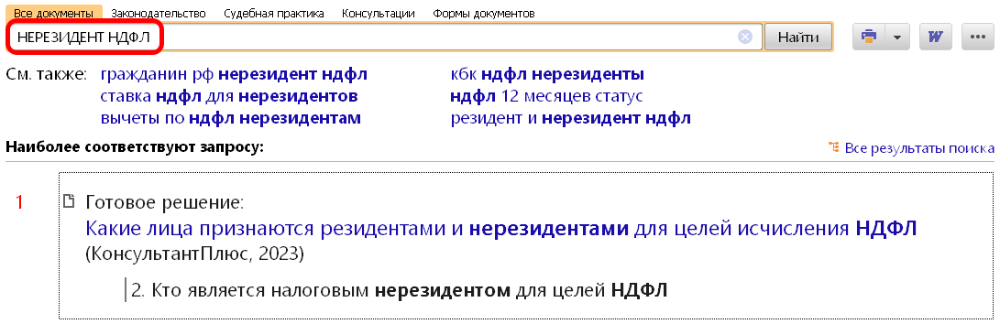 Все документы Законодательство Судебная практика Консультации Формы документов
НЕРЕЗИДЕНТ НДФЛ Найти W
См. также: гражданин рф нерезидент ндфл кбк ндфл нерезиденты
ставка ндфл для нерезидентов ндфл 12 месяцев статус
вычеты по ндфл нерезидентам резидент и нерезидент ндфл
Наиболее соответствуют запросу: Все результаты поиска
1 Готовое решение:
Какие лица признаются резидентами и нерезидентами для целей исчисления НДФЛ
(КонсультантПлюс, 2023)
2. Кто является налоговым нерезидентом для целей НДФЛ